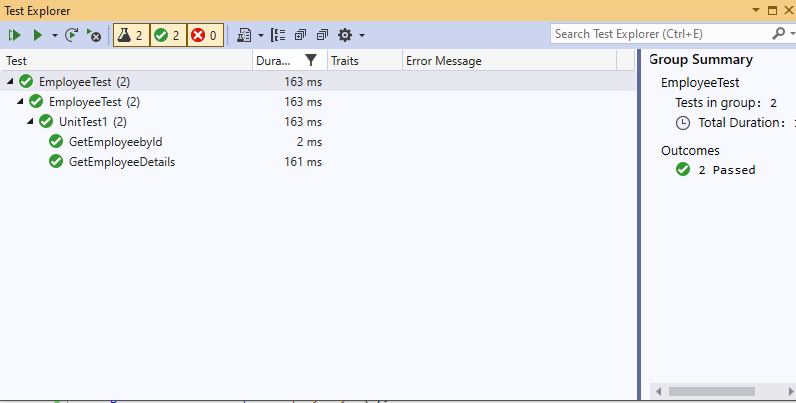 Test Explorer
2 2 0
Search Test Explorer (Ctrl+E)
Test Dura... Traits Error Message
EmployeeTest (2) 163 ms
EmployeeTest (2) 163 ms
UnitTest1 (2) 163 ms
GetEmployeebyId 2 ms
GetEmployeeDetails 161 ms
Group Summary
EmployeeTest
Tests in group: 2
Total Duration:
Outcomes
2 Passed